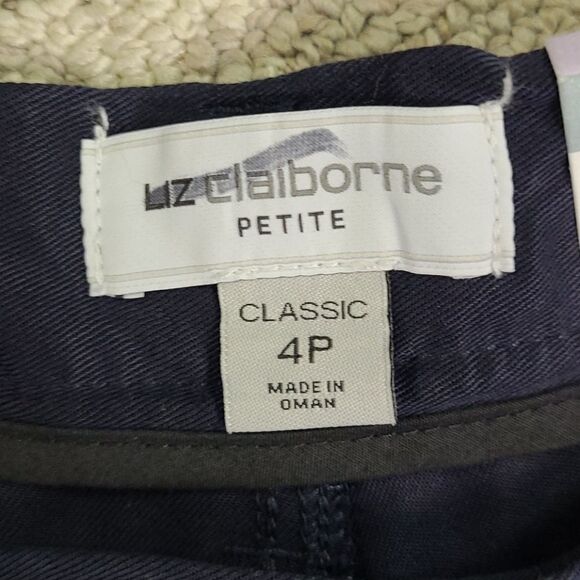 LIZ claiborne
PETITE
CLASSIC
4P
MADE IN
OMAN